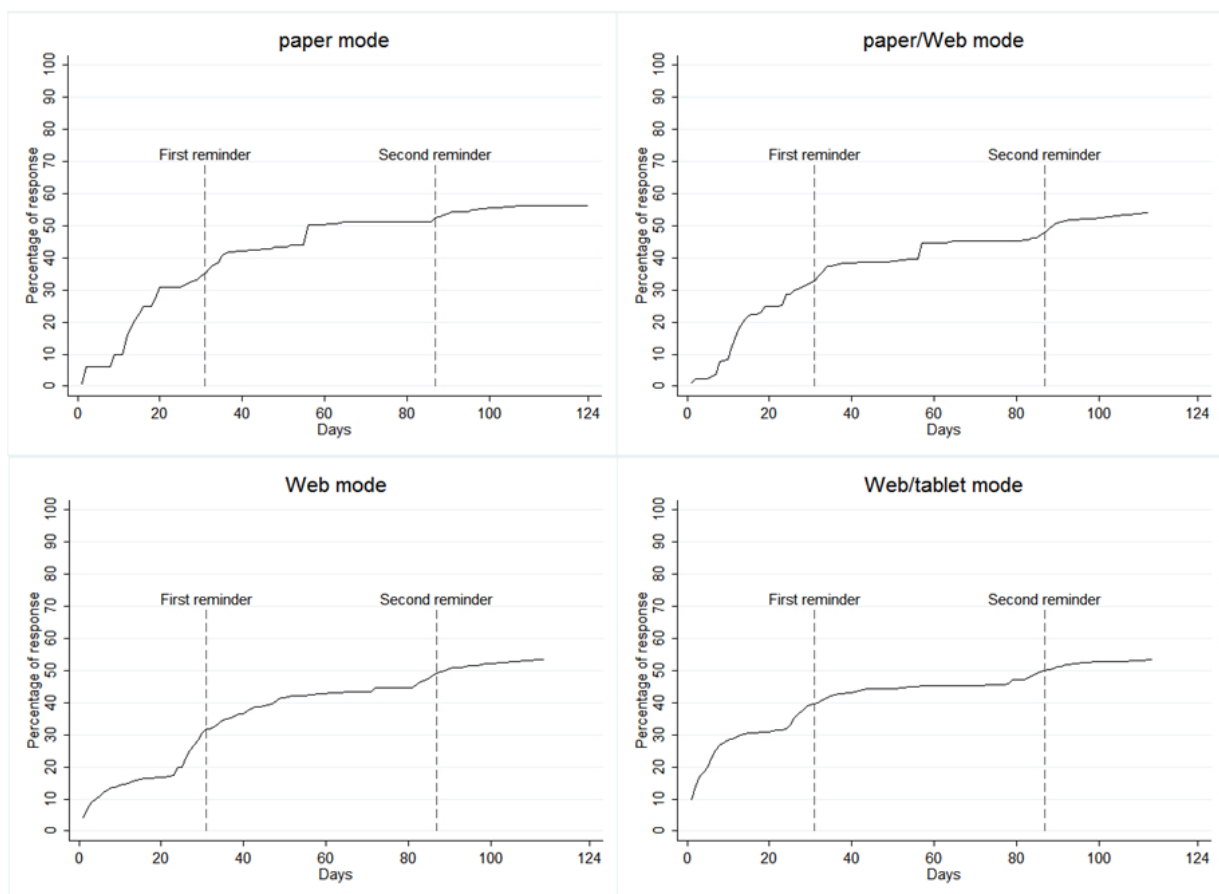 paper mode
Percentage of response
100
90
80
70
60
50
40
30
20
10
0
First reminder
Second reminder
0 20 40 60 80 100 124
Days
paper/Web mode
Percentage of response
100
90
80
70
60
50
40
30
20
10
0
First reminder
Second reminder
0 20 40 60 80 100 124
Days
Web mode
Percentage of response
100
90
80
70
60
50
40
30
20
10
0
First reminder
Second reminder
0 20 40 60 80 100 124
Days
Web/tablet mode
Percentage of response
100
90
80
70
60
50
40
30
20
10
0
First reminder
Second reminder
0 20 40 60 80 100 124
Days